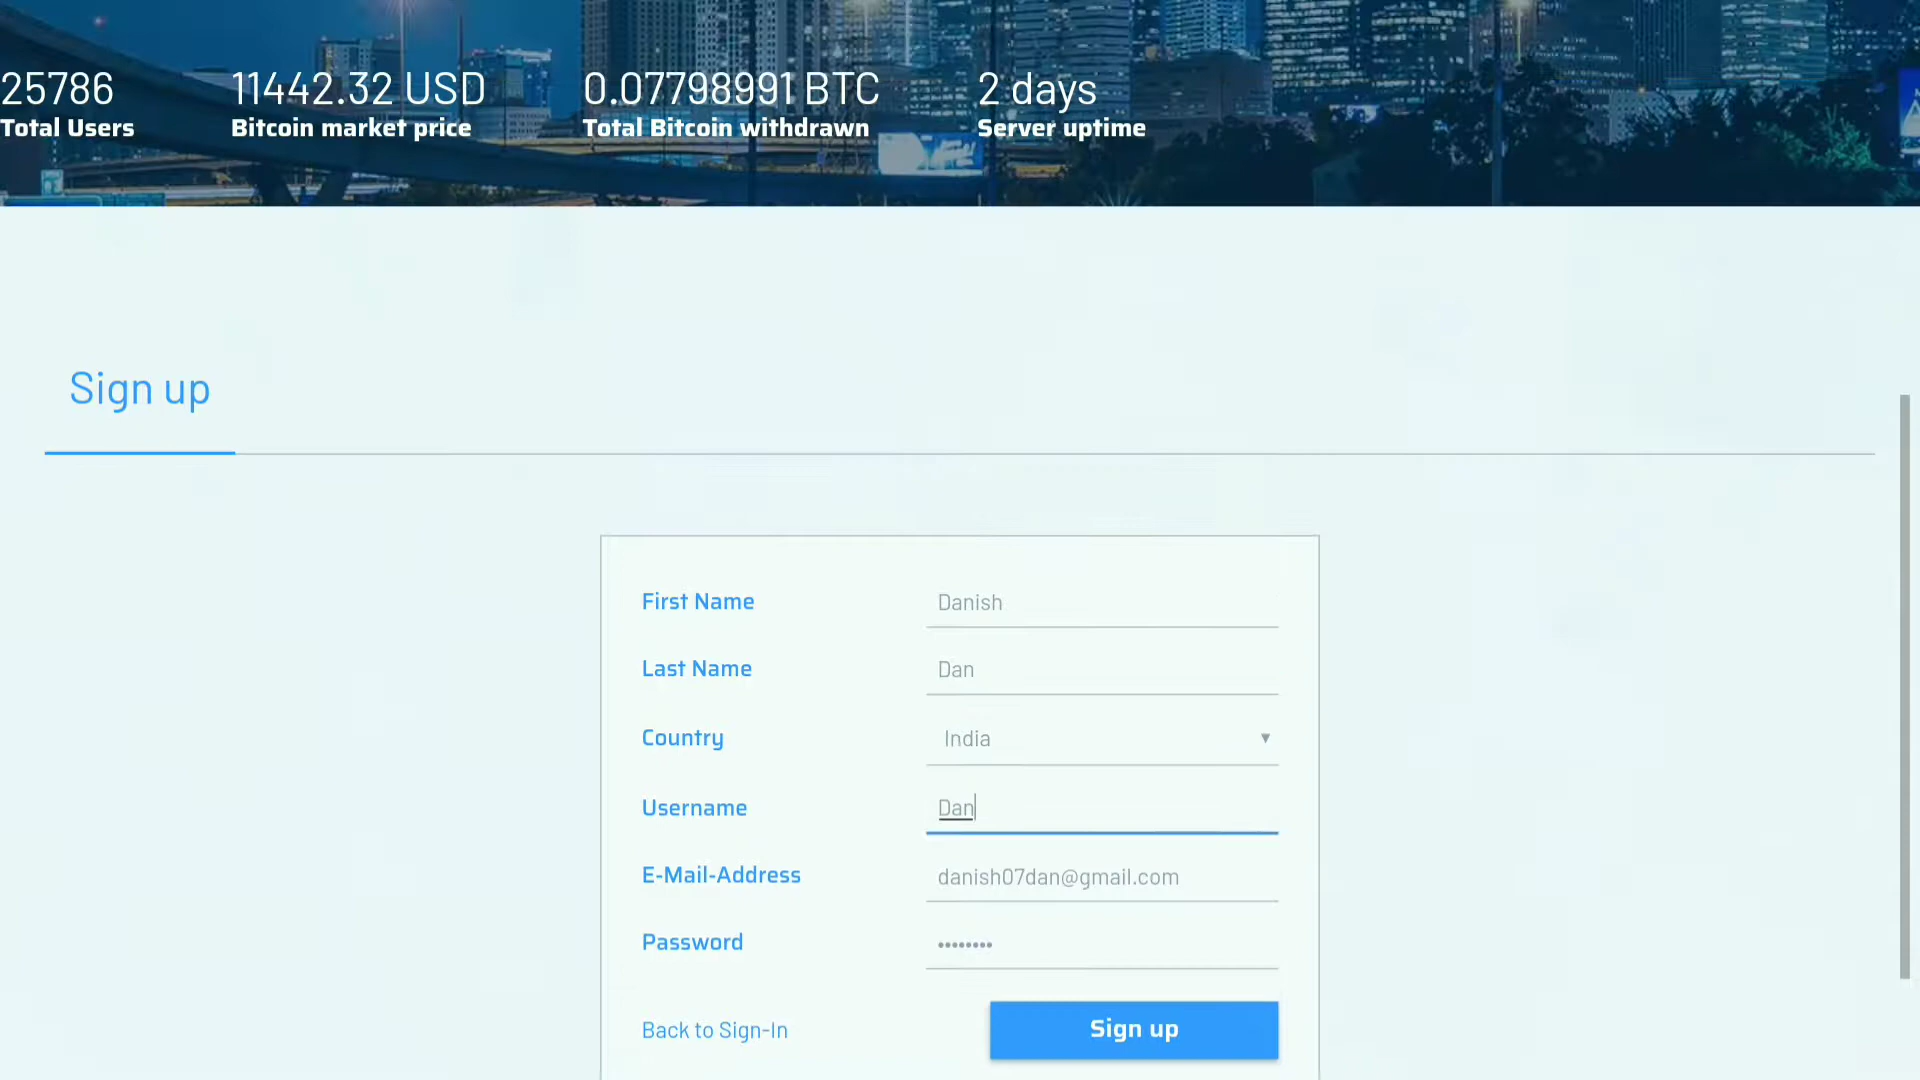 25786 11442.32 USD 0.07798991 BTC 2 days
Total Users Bitcoin market price Total Bitcoin withdrawn Server uptime
Sign up
First Name Danish
Last Name Dan
Country India ▼
Username Dan
E-Mail-Address danish07dan@gmail.com
Password ••••••••
Back to Sign-In Sign up